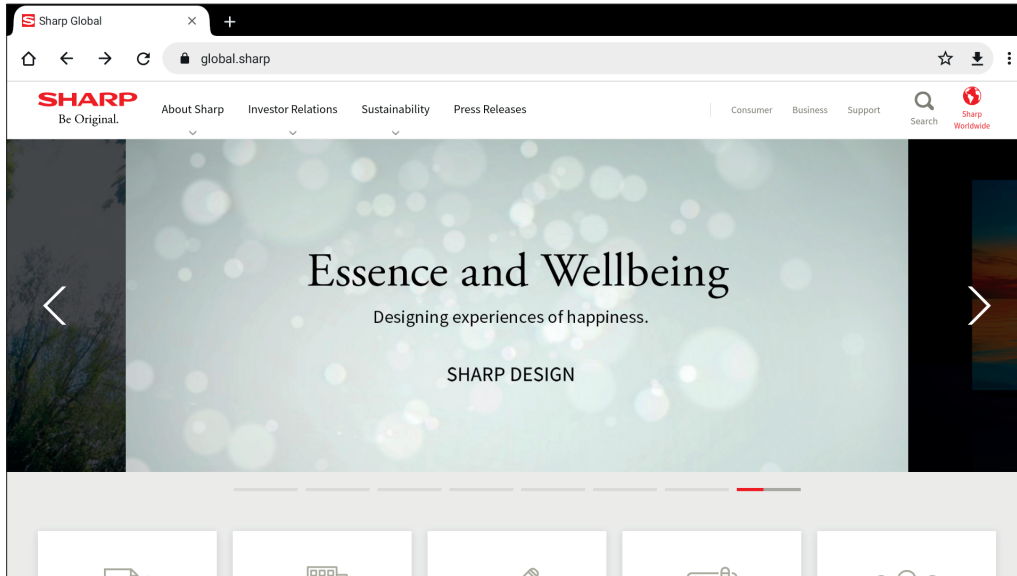 Sharp Global
global.sharp
SHARP
Be Original.
About Sharp
Investor Relations
Sustainability
Press Releases
Consumer
Business
Support
Search
Sharp
Worldwide
Essence and Wellbeing
Designing experiences of happiness.
SHARP DESIGN